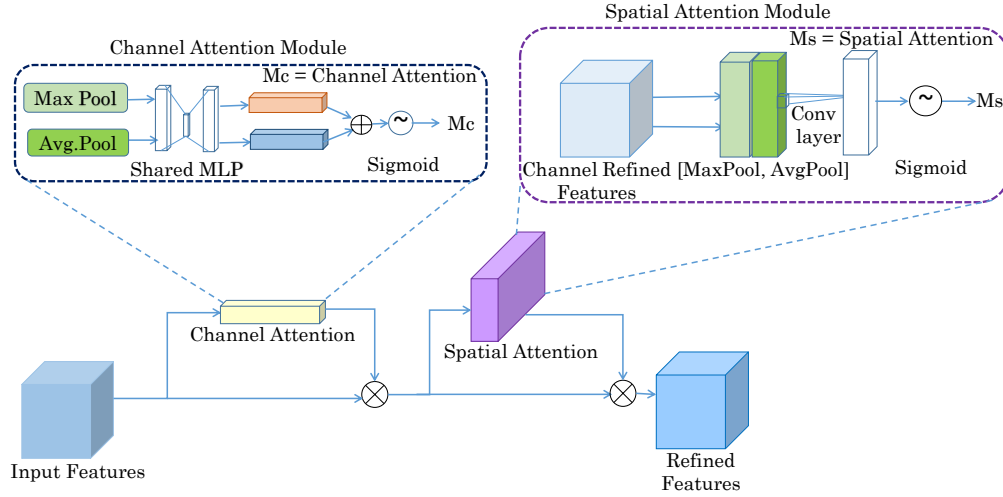 Spatial Attention Module
Channel Attention Module
Ms = Spatial Attention
Mc = Channel Attention
Max Pool
Avg.Pool
Shared MLP
Mc
Sigmoid
Conv
layer
Ms
Channel Refined
Features
[MaxPool, AvgPool]
Sigmoid
Channel Attention
Spatial Attention
Input Features
Refined
Features